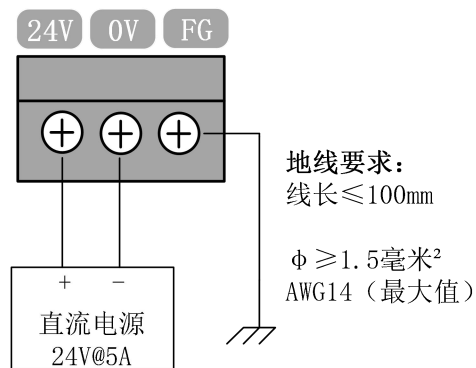 24V 0V FG
地线要求：
线长≤100mm
φ≥1.5毫米²
AWG14（最大值）
+ −
直流电源
24V@5A